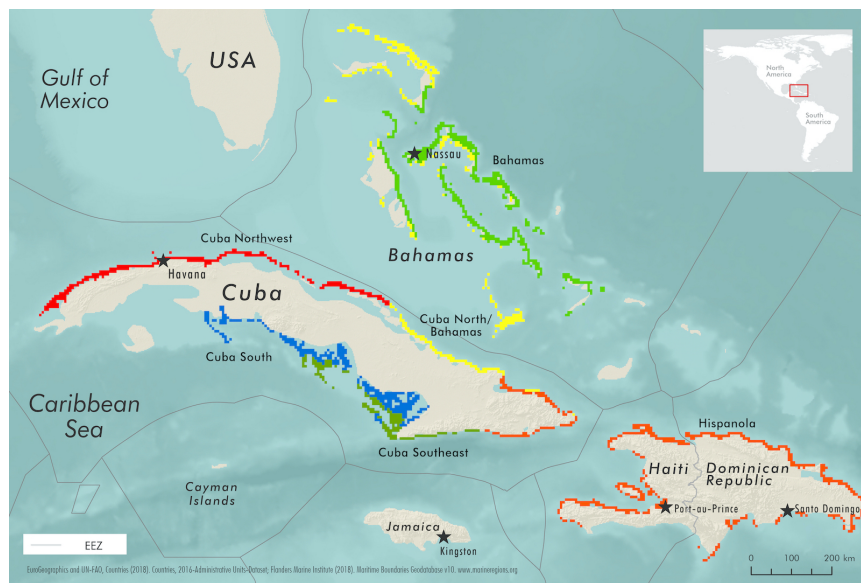 USA
Gulf of
Mexico
North
America
South
America
Nassau
Bahamas
Cuba Northwest
Bahamas
Havana
Cuba
Cuba North/
Bahamas
Cuba South
Caribbean
Sea
Hispanola
Cuba Southeast
Haiti
Dominican
Republic
Cayman
Islands
Port-au-Prince
Santo Domingo
Jamaica
Kingston
EEZ
0 100 200 km
EuroGeographics and UN-FAO, Countries (2018). Countries, 2016-Administrative Units-Dataset; Flanders Marine Institute (2018). Maritime Boundaries Geodatabase v10. www.marineregions.org